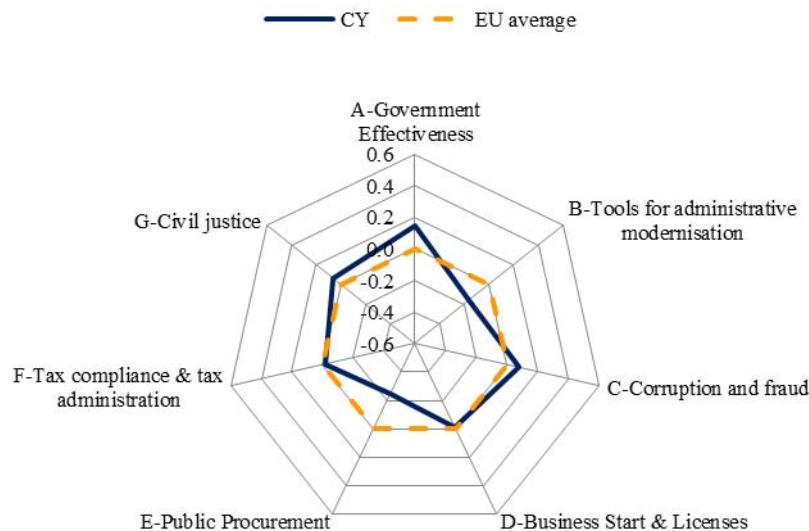 CY EU average
A-Government
Effectiveness
0.6
0.4
0.2
0.0
-0.2
-0.4
-0.6
B-Tools for administrative
modernisation
G-Civil justice
F-Tax compliance & tax
administration
C-Corruption and fraud
E-Public Procurement
D-Business Start & Licenses